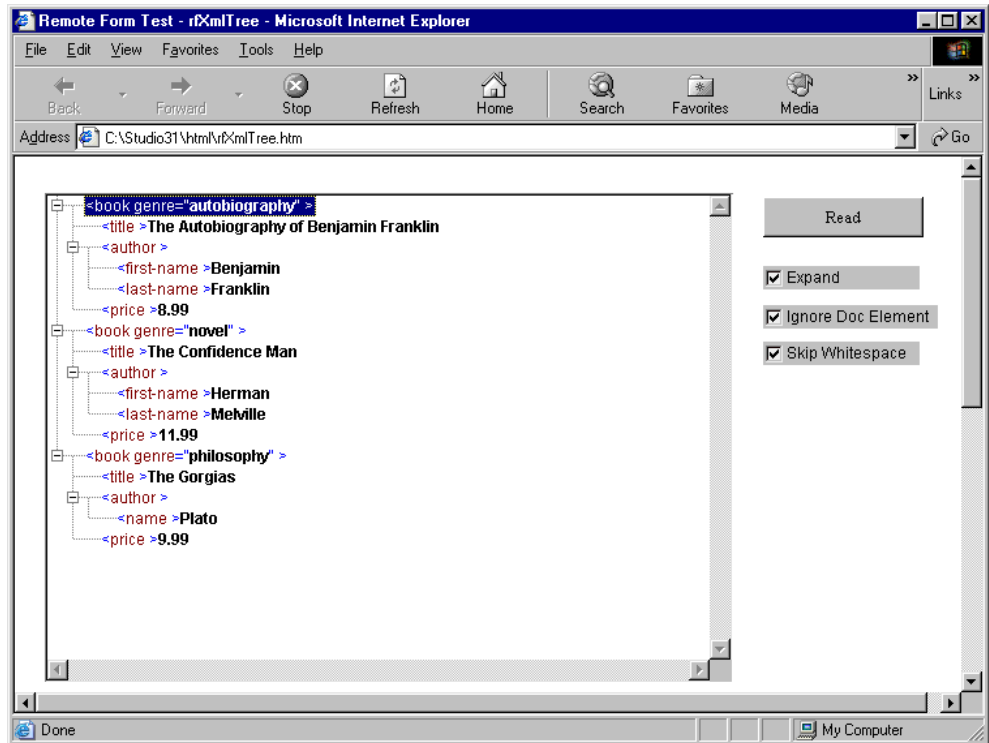 Remote Form Test - rfXmlTree - Microsoft Internet Explorer
File Edit View Favorites Tools Help
Back Forward Stop Refresh Home Search Favorites Media » Links »
Address C:\Studio31\html\rfXmlTree.htm Go
<book genre="autobiography" >
<title >The Autobiography of Benjamin Franklin
<author >
<first-name >Benjamin
<last-name >Franklin
<price >8.99
<book genre="novel" >
<title >The Confidence Man
<author >
<first-name >Herman
<last-name >Melville
<price >11.99
<book genre="philosophy" >
<title >The Gorgias
<author >
<name >Plato
<price >9.99
Read
Expand
Ignore Doc Element
Skip Whitespace
Done My Computer